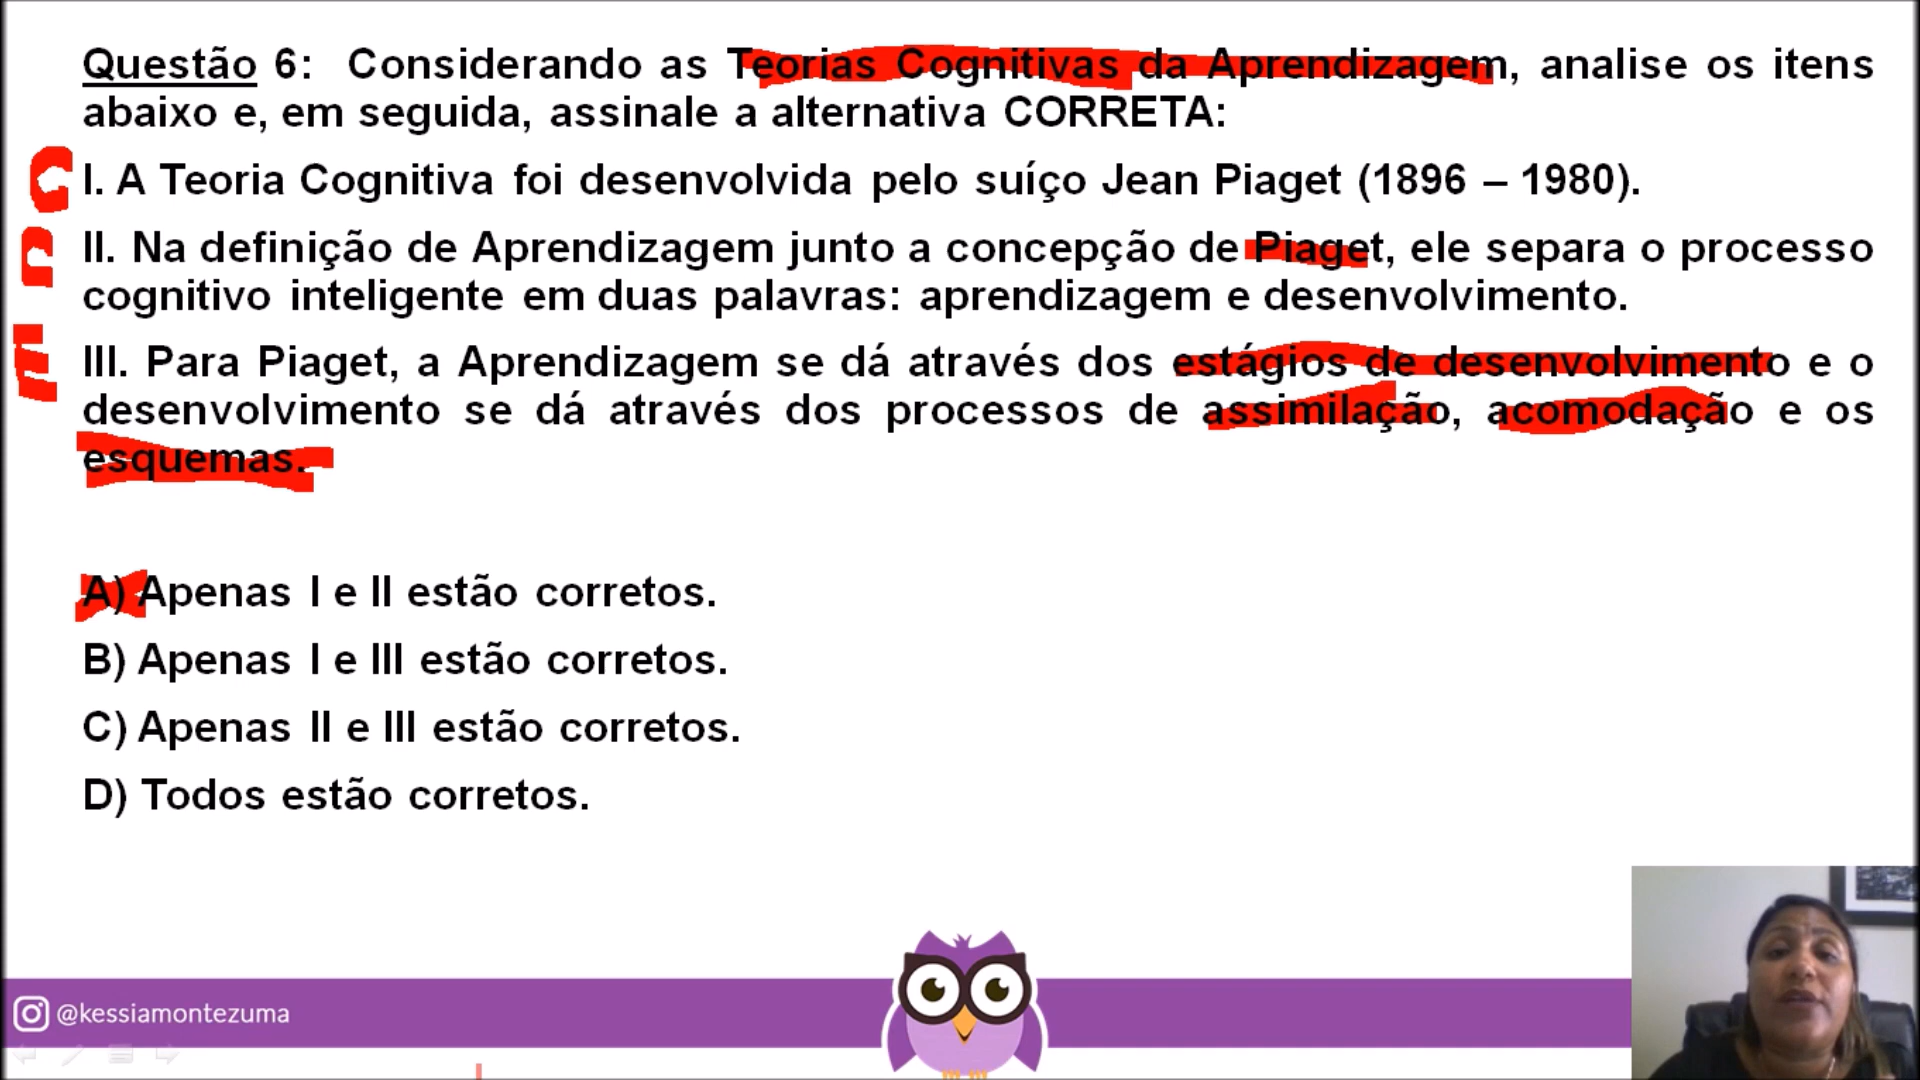 Questão 6: Considerando as Teorias Cognitivas da Aprendizagem, analise os itens
abaixo e, em seguida, assinale a alternativa CORRETA:
C
I. A Teoria Cognitiva foi desenvolvida pelo suíço Jean Piaget (1896 – 1980).
II. Na definição de Aprendizagem junto a concepção de Piaget, ele separa o processo
cognitivo inteligente em duas palavras: aprendizagem e desenvolvimento.
E
III. Para Piaget, a Aprendizagem se dá através dos estágios de desenvolvimento e o
desenvolvimento se dá através dos processos de assimilação, acomodação e os
esquemas.
A) Apenas I e II estão corretos.
B) Apenas I e III estão corretos.
C) Apenas II e III estão corretos.
D) Todos estão corretos.
@kessiamontezuma